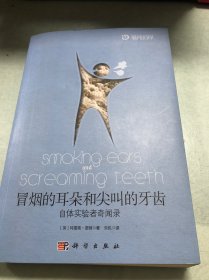 smoking ears
and
screaming teeth
冒烟的耳朵和尖叫的牙齿
自体实验者奇闻录
科学出版社